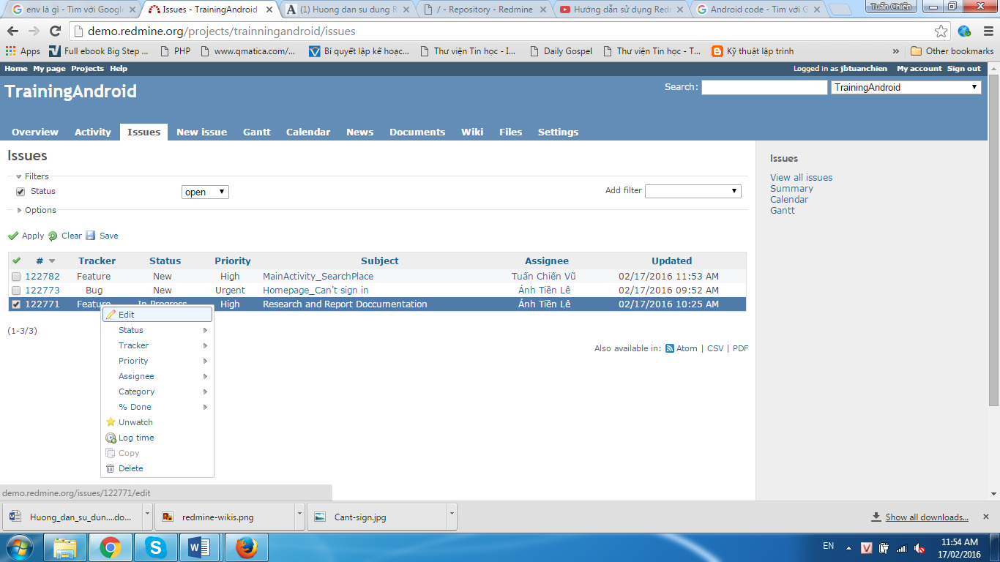 env là gì - Tìm với Google
Issues - TrainingAndroid
(1) Huong dan su dung R
/ - Repository - Redmine
Hướng dẫn sử dụng Redm
Android code - Tìm với G
Tuấn Chiến
demo.redmine.org/projects/trainningandroid/issues
Apps
Full ebook Big Step ...
PHP
www.qmatica.com/...
Bí quyết lập kế hoạc...
Thư viện Tin học - I...
Daily Gospel
Thư viện Tin học - T...
Kỹ thuật lập trình
»
Other bookmarks
Home My page Projects Help
Logged in as jbtuanchien My account Sign out
TrainingAndroid
Search:
TrainingAndroid
Overview Activity Issues New issue Gantt Calendar News Documents Wiki Files Settings
Issues
Filters
Status
open
Add filter
Options
Apply Clear Save
# Tracker Status Priority Subject Assignee Updated
122782 Feature New High MainActivity_SearchPlace Tuấn Chiến Vũ 02/17/2016 11:53 AM
122773 Bug New Urgent Homepage_Can't sign in Ánh Tiền Lê 02/17/2016 09:52 AM
122771 Feature In Progress High Research and Report Doccumentation Ánh Tiền Lê 02/17/2016 10:25 AM
(1-3/3)
Also available in: Atom | CSV | PDF
Edit
Status
Tracker
Priority
Assignee
Category
% Done
Unwatch
Log time
Copy
Delete
Issues
View all issues
Summary
Calendar
Gantt
demo.redmine.org/issues/122771/edit
Huong_dan_su_dun....do...
redmine-wikis.png
Cant-sign.jpg
Show all downloads...
EN
11:54 AM
17/02/2016